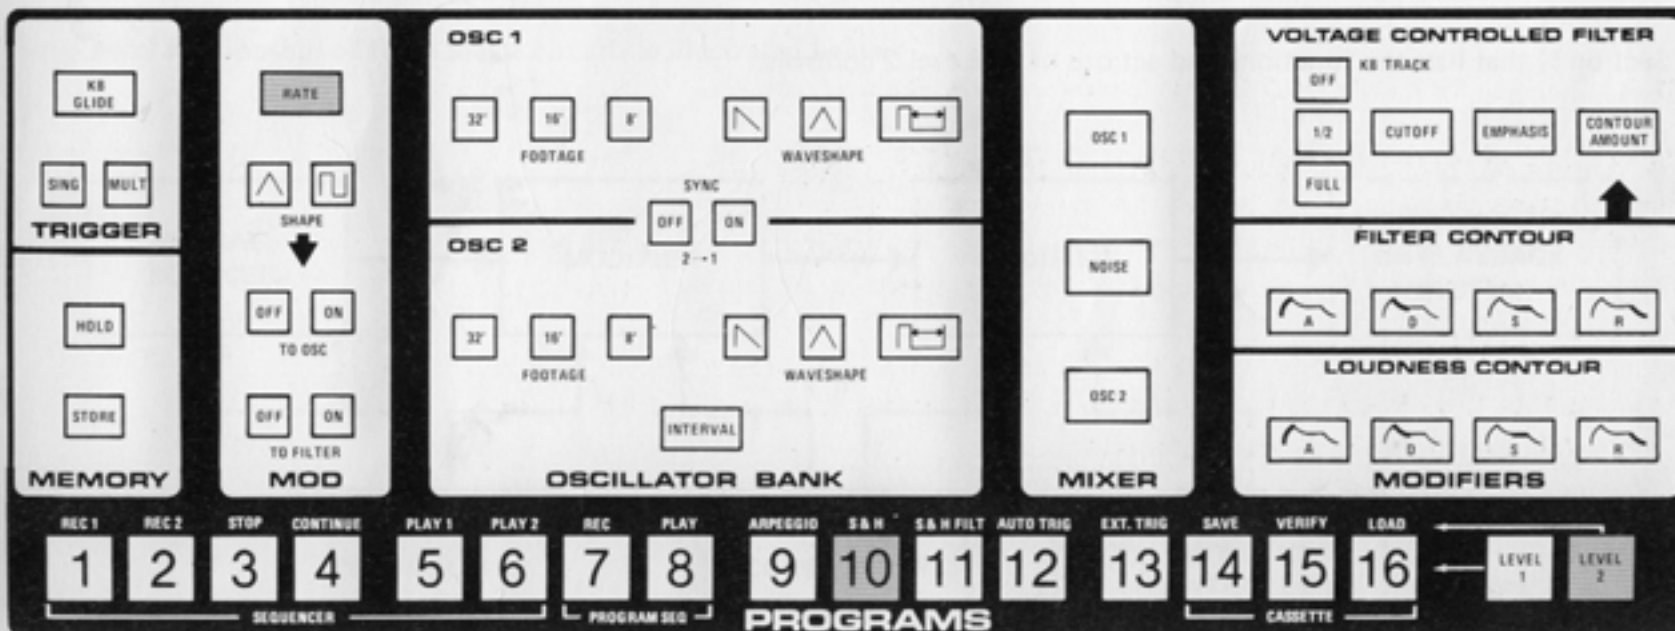 KB
GLIDE
SING MULT
TRIGGER
HOLD
STORE
MEMORY
RATE
SHAPE
OFF ON
TO OSC
OFF ON
TO FILTER
MOD
OSC 1
32' 16' 8'
FOOTAGE WAVESHAPE
SYNC
OFF ON
2→1
OSC 2
32' 16' 8'
FOOTAGE WAVESHAPE
INTERVAL
OSCILLATOR BANK
OSC 1
NOISE
OSC 2
MIXER
VOLTAGE CONTROLLED FILTER
KB TRACK
OFF
1/2
FULL
CUTOFF
EMPHASIS
CONTOUR
AMOUNT
FILTER CONTOUR
A D S R
LOUDNESS CONTOUR
A D S R
MODIFIERS
REC 1 REC 2 STOP CONTINUE PLAY 1 PLAY 2 REC PLAY ARPEGGIO S & H S & H FILT AUTO TRIG EXT. TRIG SAVE VERIFY LOAD
1 2 3 4 5 6 7 8 9 10 11 12 13 14 15 16
LEVEL
1
LEVEL
2
SEQUENCER PROGRAM SEQ PROGRAMS CASSETTE